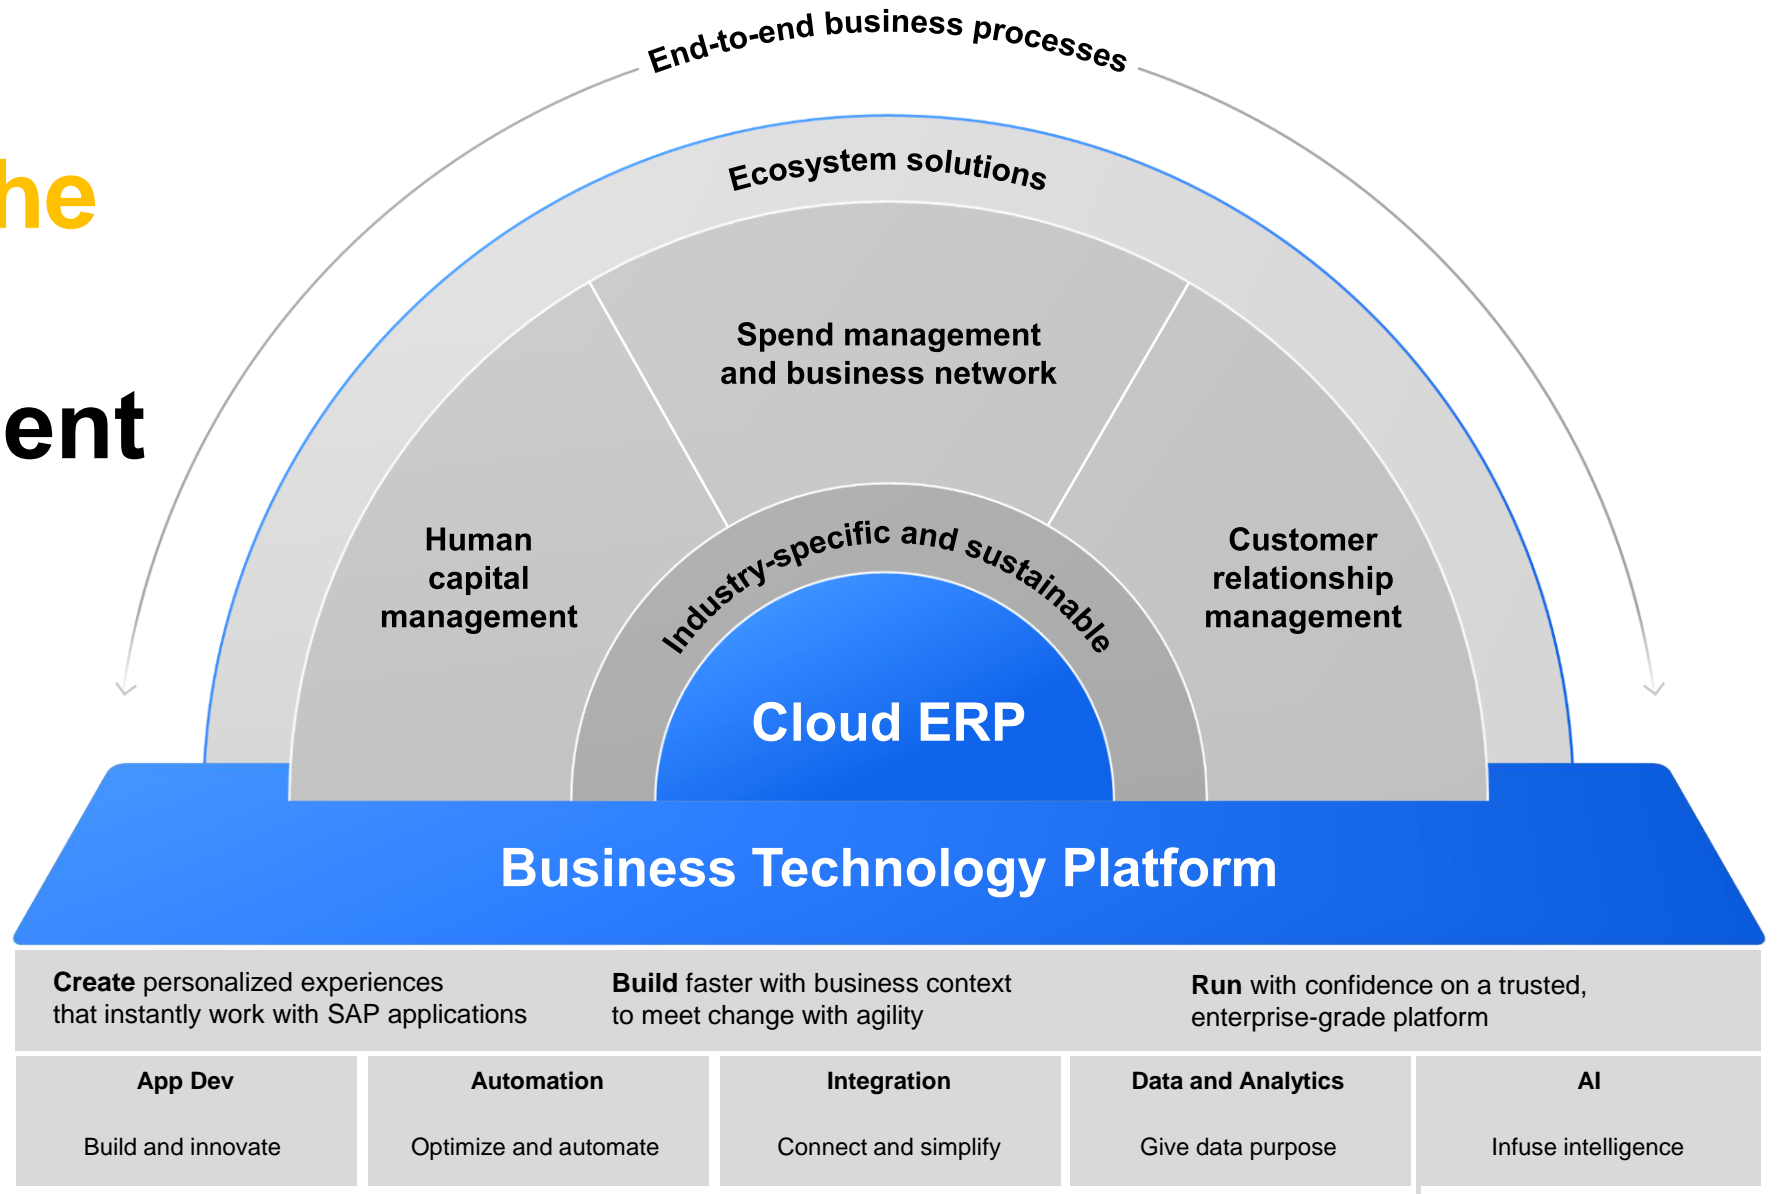 End-to-end business processes
he
Ecosystem solutions
Spend management
and business network
ent
Human
capital
management
Industry-specific and sustainable
Customer
relationship
management
Cloud ERP
Business Technology Platform
Create personalized experiences
that instantly work with SAP applications
Build faster with business context
to meet change with agility
Run with confidence on a trusted,
enterprise-grade platform
App Dev
Build and innovate
Automation
Optimize and automate
Integration
Connect and simplify
Data and Analytics
Give data purpose
AI
Infuse intelligence